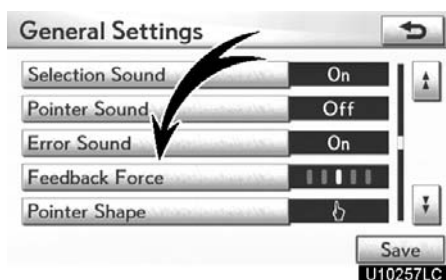 General Settings
Selection Sound On
Pointer Sound Off
Error Sound On
Feedback Force
Pointer Shape
Save
U10257LC